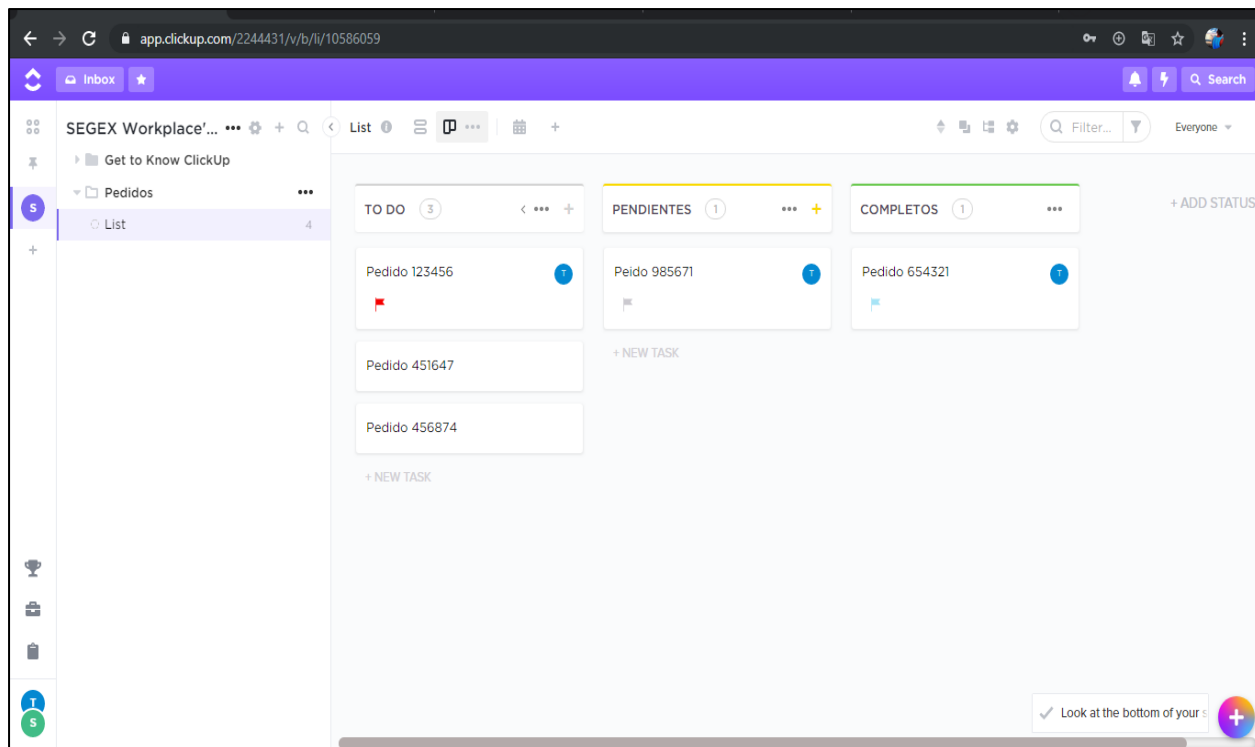 app.clickup.com/2244431/v/b/li/10586059
Inbox
Search
SEGEX Workplace'...
List
Filter...
Everyone
Get to Know ClickUp
Pedidos
List 4
S
TO DO 3
PENDIENTES 1
COMPLETOS 1
+ ADD STATUS
Pedido 123456 T
Peido 985671 T
Pedido 654321 T
+ NEW TASK
Pedido 451647
Pedido 456874
+ NEW TASK
T
S
Look at the bottom of your s